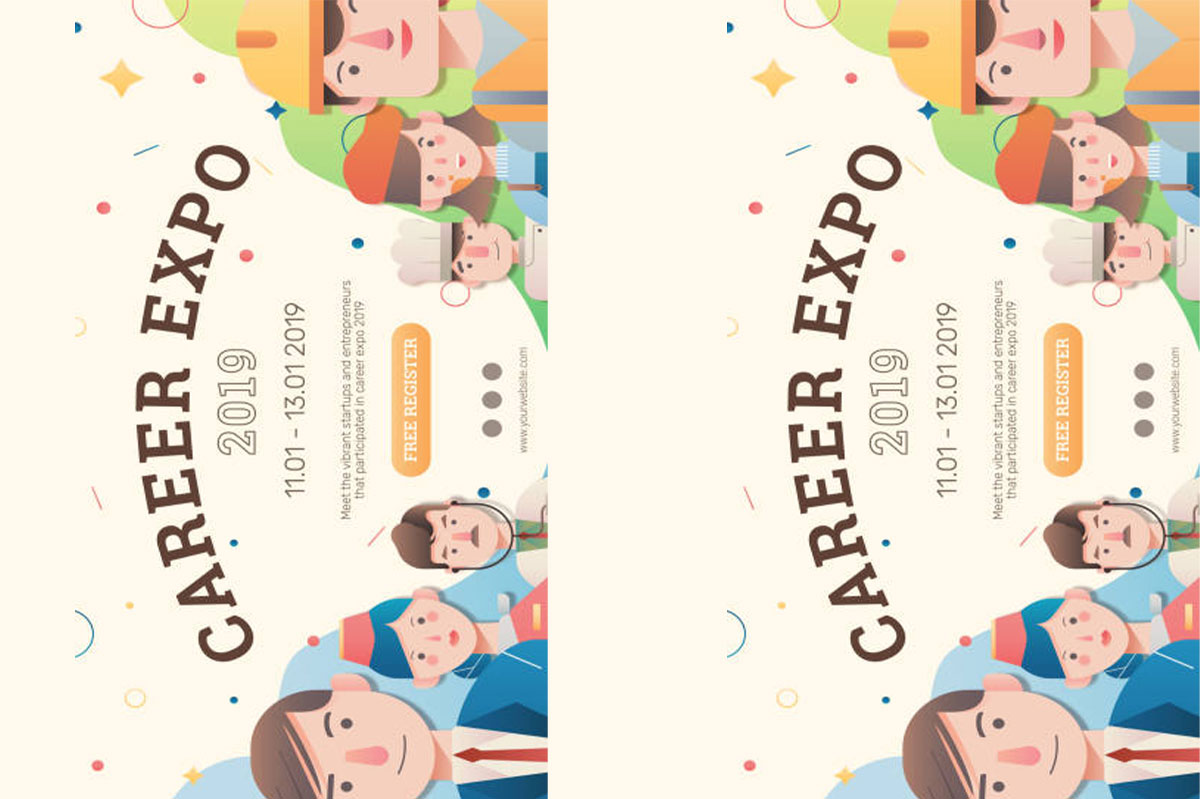 CAREER EXPO
2019
11.01 - 13.01 2019
Meet the vibrant startups and entrepreneurs
that participated in career expo 2019
FREE REGISTER
www.yourwebsite.com
CAREER EXPO
2019
11.01 - 13.01 2019
Meet the vibrant startups and entrepreneurs
that participated in career expo 2019
FREE REGISTER
www.yourwebsite.com